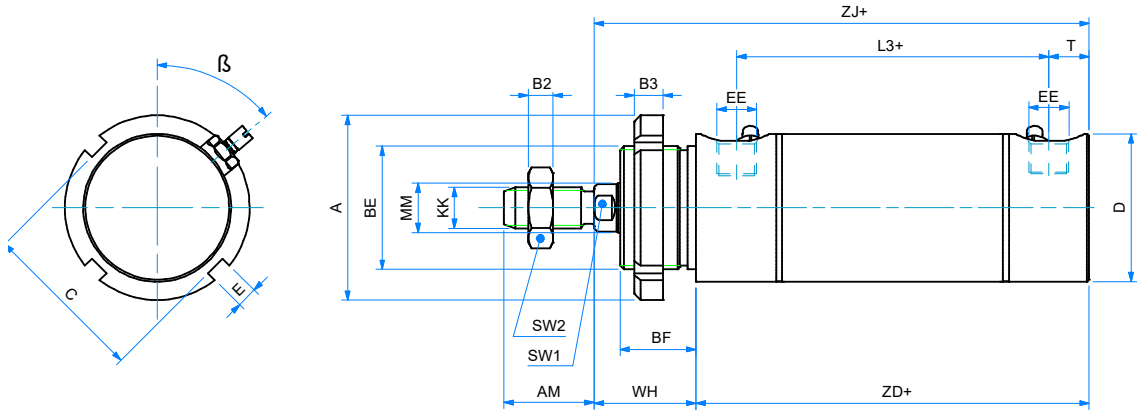 ZJ+
L3+ T
ß
B2 B3 EE EE
A BE MM KK D
C E
SW2
SW1
BF
AM WH ZD+